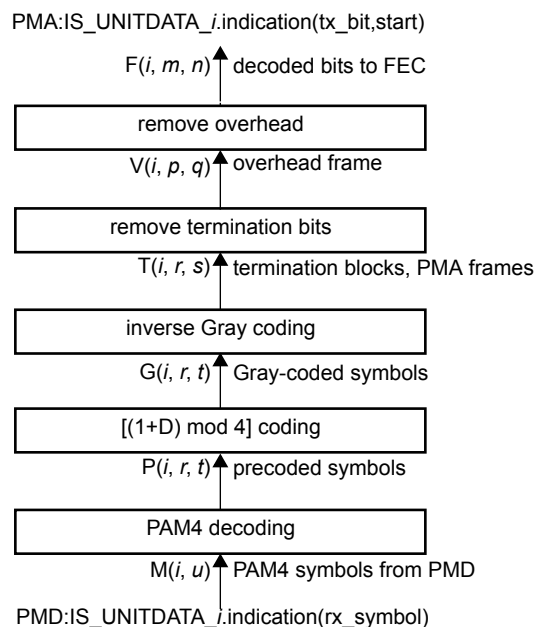 PMA:IS_UNITDATA_i.indication(tx_bit,start)
F(i, m, n) decoded bits to FEC
remove overhead
V(i, p, q) overhead frame
remove termination bits
T(i, r, s) termination blocks, PMA frames
inverse Gray coding
G(i, r, t) Gray-coded symbols
[(1+D) mod 4] coding
P(i, r, t) precoded symbols
PAM4 decoding
M(i, u) PAM4 symbols from PMD
PMD:IS_UNITDATA_i.indication(rx_symbol)